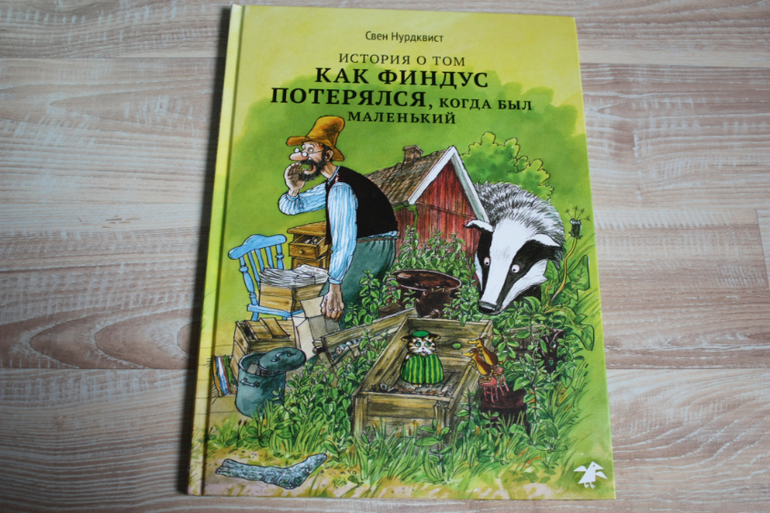 Свен Нурдквист
ИСТОРИЯ О ТОМ
КАК ФИНДУС
ПОТЕРЯЛСЯ, КОГДА БЫЛ
МАЛЕНЬКИЙ